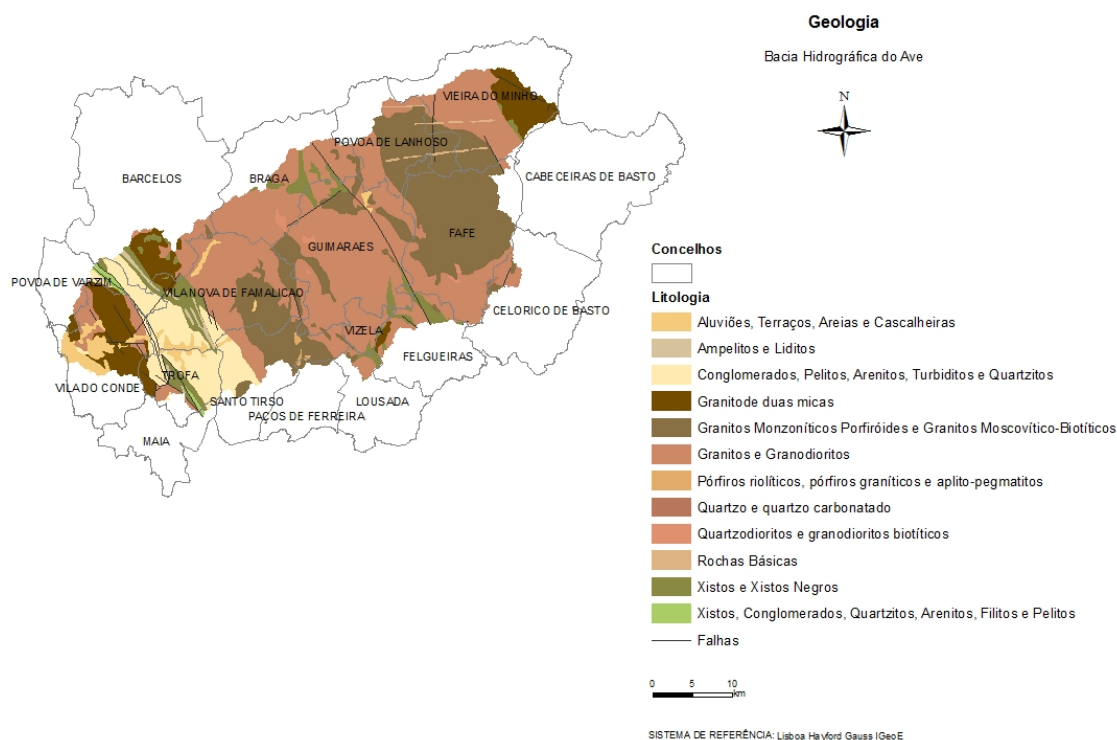 Geologia
Bacia Hidrográfica do Ave
N
VIEIRA DO MINHO
POVOA DE LANHOSO
BARCELOS
BRAGA
CABECEIRAS DE BASTO
FAFE
GUIMARAES
POVOA DE VARZIM
VILA NOVA DE FAMALICAO
CELORICO DE BASTO
VIZELA
FELGUEIRAS
TROFA
VILA DO CONDE
SANTO TIRSO
LOUSADA
PAÇOS DE FERREIRA
MAIA
Concelhos
Litologia
Aluviões, Terraços, Areias e Cascalheiras
Ampelitos e Liditos
Conglomerados, Pelitos, Arenitos, Turbiditos e Quartzitos
Granitode duas micas
Granitos Monzoníticos Porfiróides e Granitos Moscovítico-Biotíticos
Granitos e Granodioritos
Pórfiros riolíticos, pórfiros graníticos e aplito-pegmatitos
Quartzo e quartzo carbonatado
Quartzodioritos e granodioritos biotíticos
Rochas Básicas
Xistos e Xistos Negros
Xistos, Conglomerados, Quartzitos, Arenitos, Filitos e Pelitos
Falhas
0 5 10
km
SISTEMA DE REFERÊNCIA: Lisboa Hayford Gauss IGeoE